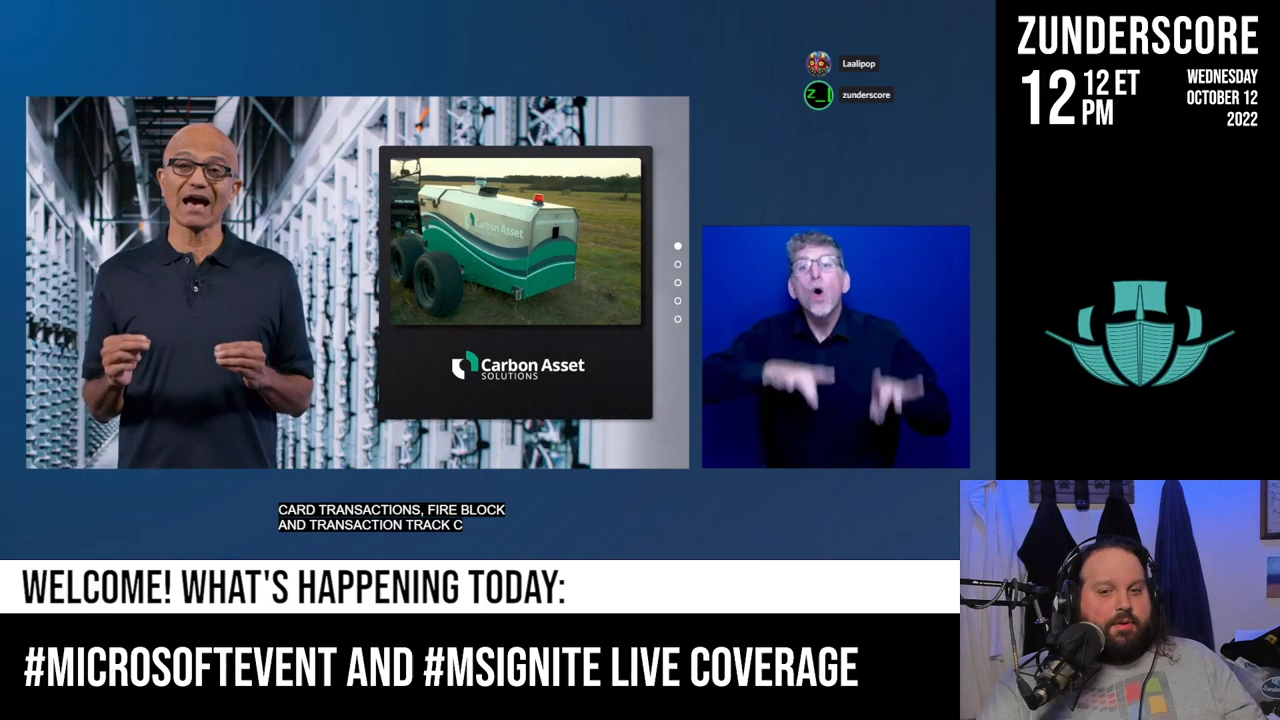 Laalipop
z_|
zunderscore
Carbon Asset
Carbon Asset
SOLUTIONS
CARD TRANSACTIONS, FIRE BLOCK
AND TRANSACTION TRACK C
ZUNDERSCORE
12 12 ET
PM
WEDNESDAY
OCTOBER 12
2022
WELCOME! WHAT'S HAPPENING TODAY:
#MICROSOFTEVENT AND #MSIGNITE LIVE COVERAGE